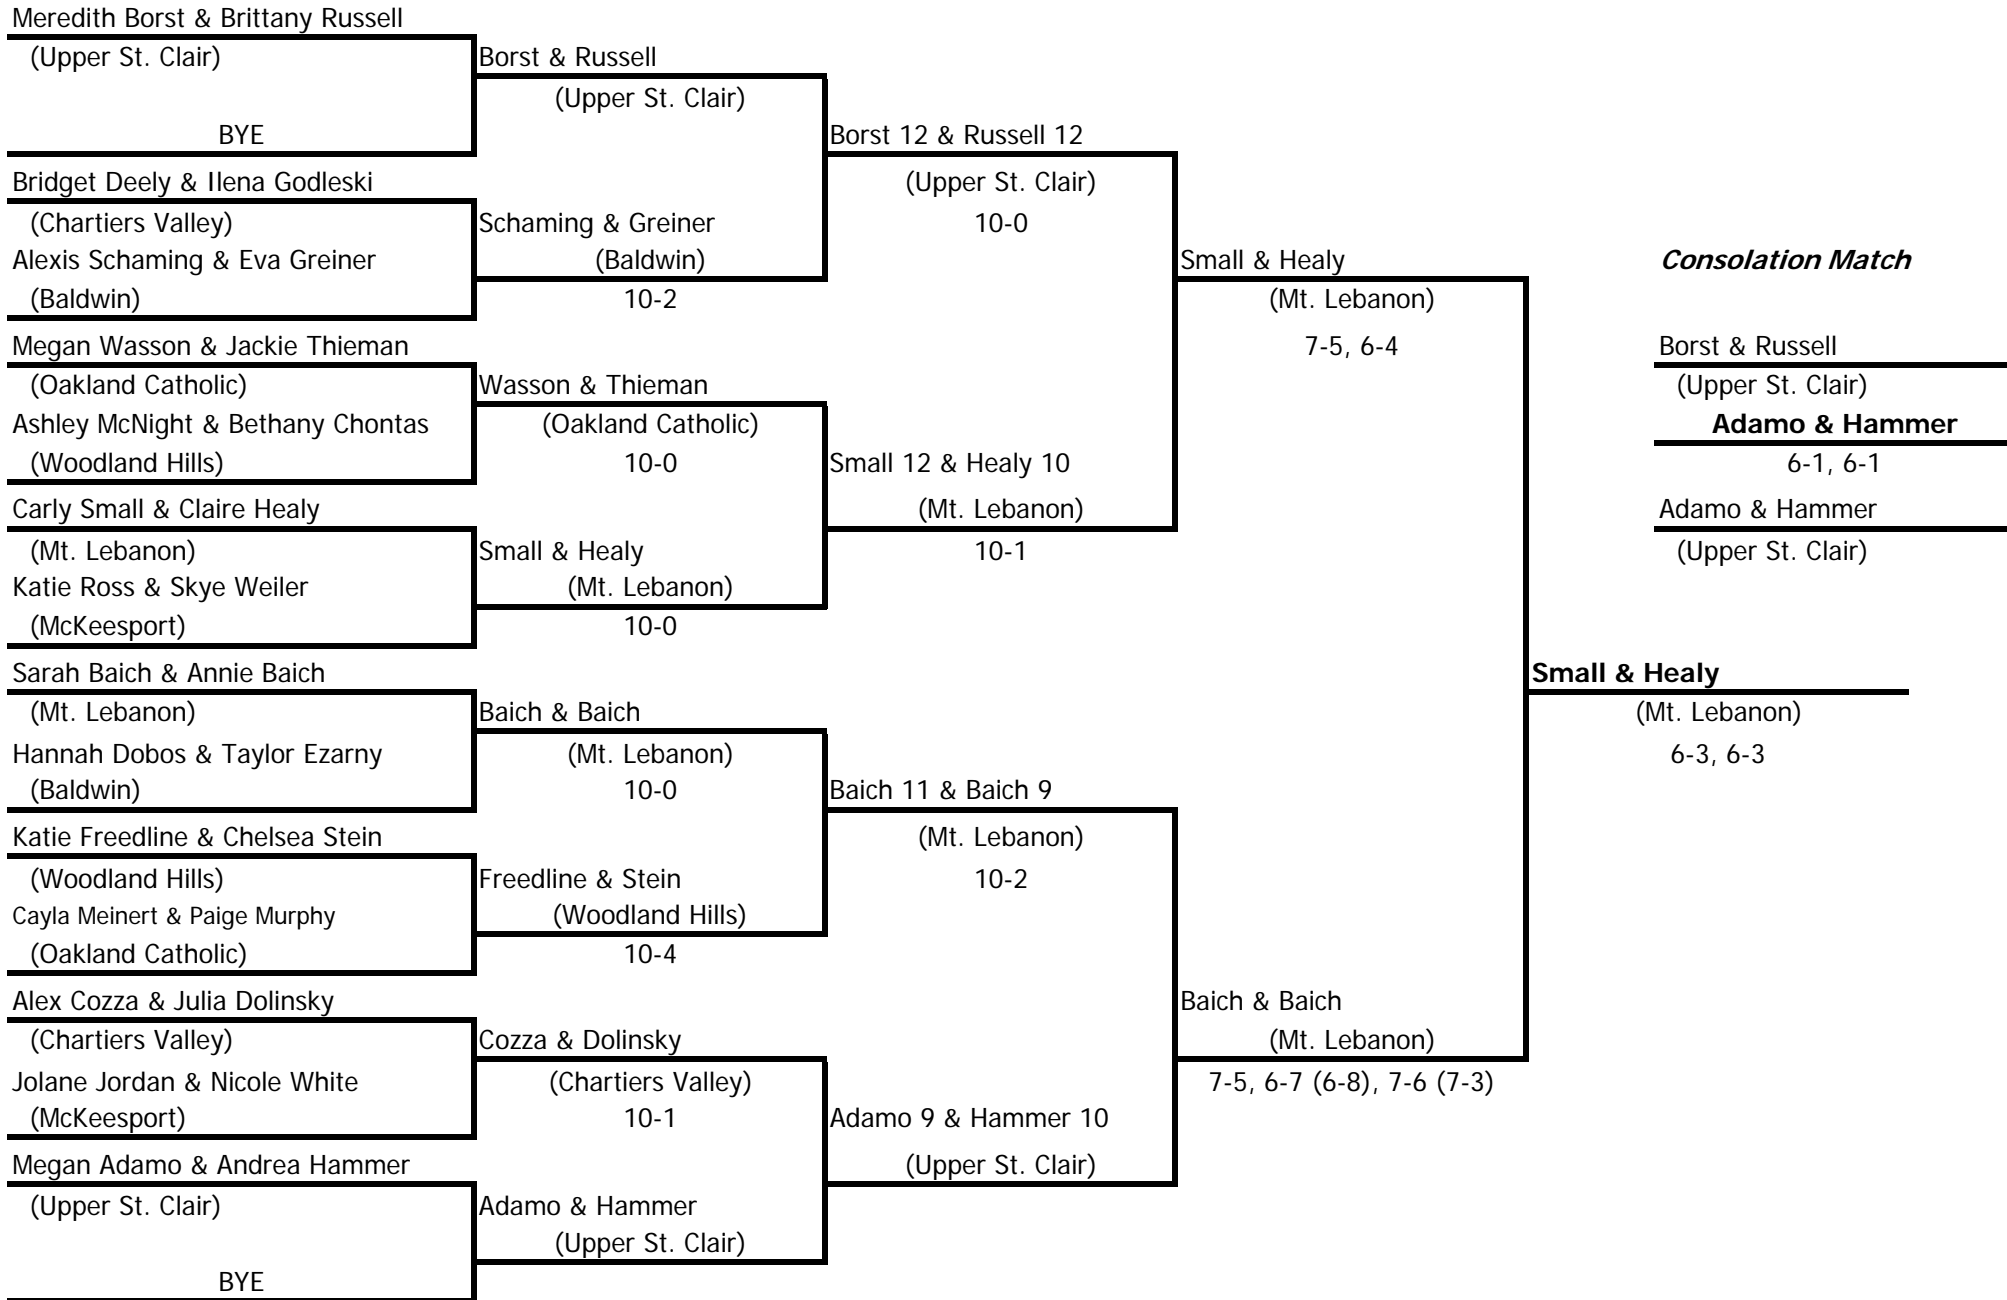 Meredith Borst & Brittany Russell
(Upper St. Clair)
BYE
Bridget Deely & Ilena Godleski
(Chartiers Valley)
Alexis Schaming & Eva Greiner
(Baldwin)
Megan Wasson & Jackie Thieman
(Oakland Catholic)
Ashley McNight & Bethany Chontas
(Woodland Hills)
Carly Small & Claire Healy
(Mt. Lebanon)
Katie Ross & Skye Weiler
(McKeesport)
Sarah Baich & Annie Baich
(Mt. Lebanon)
Hannah Dobos & Taylor Ezarny
(Baldwin)
Katie Freedline & Chelsea Stein
(Woodland Hills)
Cayla Meinert & Paige Murphy
(Oakland Catholic)
Alex Cozza & Julia Dolinsky
(Chartiers Valley)
Jolane Jordan & Nicole White
(McKeesport)
Megan Adamo & Andrea Hammer
(Upper St. Clair)
BYE
Borst & Russell
(Upper St. Clair)
Schaming & Greiner
(Baldwin)
10-2
Wasson & Thieman
(Oakland Catholic)
10-0
Small & Healy
(Mt. Lebanon)
10-0
Baich & Baich
(Mt. Lebanon)
10-0
Freedline & Stein
(Woodland Hills)
10-4
Cozza & Dolinsky
(Chartiers Valley)
10-1
Adamo & Hammer
(Upper St. Clair)
Borst 12 & Russell 12
(Upper St. Clair)
10-0
Small 12 & Healy 10
(Mt. Lebanon)
10-1
Baich 11 & Baich 9
(Mt. Lebanon)
10-2
Adamo 9 & Hammer 10
(Upper St. Clair)
Small & Healy
(Mt. Lebanon)
7-5, 6-4
Baich & Baich
(Mt. Lebanon)
7-5, 6-7 (6-8), 7-6 (7-3)
Small & Healy
(Mt. Lebanon)
6-3, 6-3
Consolation Match
Borst & Russell
(Upper St. Clair)
Adamo & Hammer
6-1, 6-1
Adamo & Hammer
(Upper St. Clair)